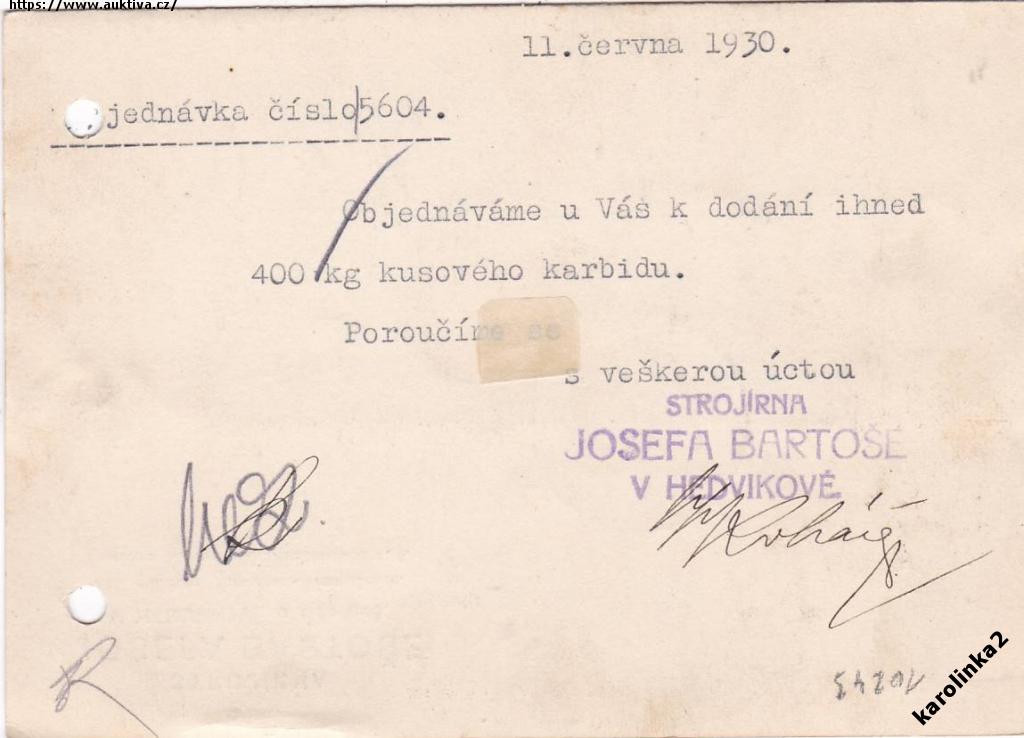 https://www.auktiva.cz/
11.června 1930.
jednávka číslo 5604.
Objednáváme u Váš k dodání ihned
400 kg kusového karbidu.
Poroučíme se
s veškerou úctou
STROJÍRNA
JOSEFA BARTOŠE
V HEDVIKOVĚ.
karolinka2